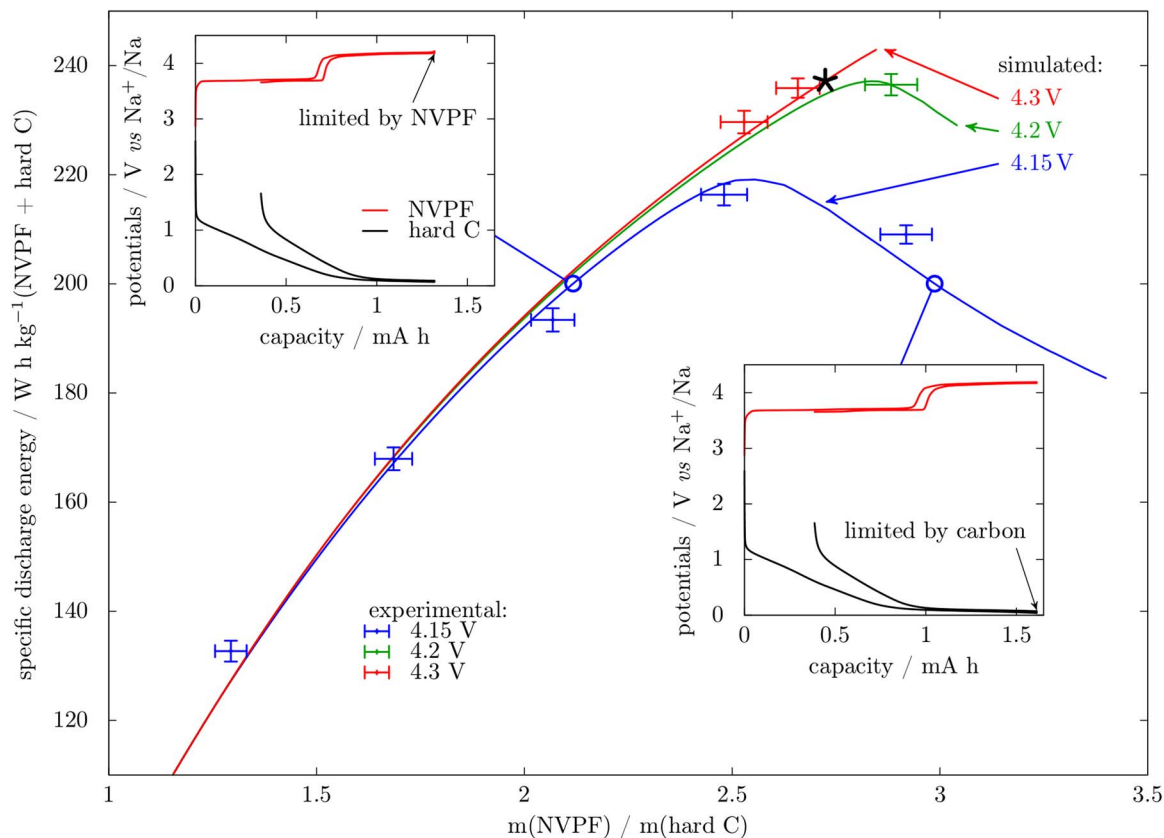 specific discharge energy / W h kg⁻¹(NVPF + hard C)
240
220
200
180
160
140
120
1 1.5 2 2.5 3 3.5
m(NVPF) / m(hard C)
potentials / V vs Na⁺/Na
4
3
2
1
0
0 0.5 1 1.5
capacity / mA h
limited by NVPF
NVPF
hard C
simulated:
4.3 V
4.2 V
4.15 V
experimental:
4.15 V
4.2 V
4.3 V
potentials / V vs Na⁺/Na
4
3
2
1
0
0 0.5 1 1.5
capacity / mA h
limited by carbon